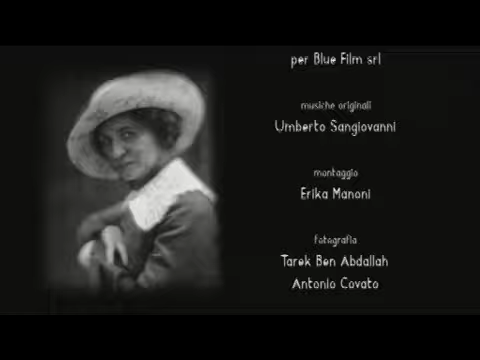 per Blue Film srl
musiche originali
Umberto Sangiovanni
montaggio
Erika Manoni
fotografia
Tarek Ben Abdallah
Antonio Covato